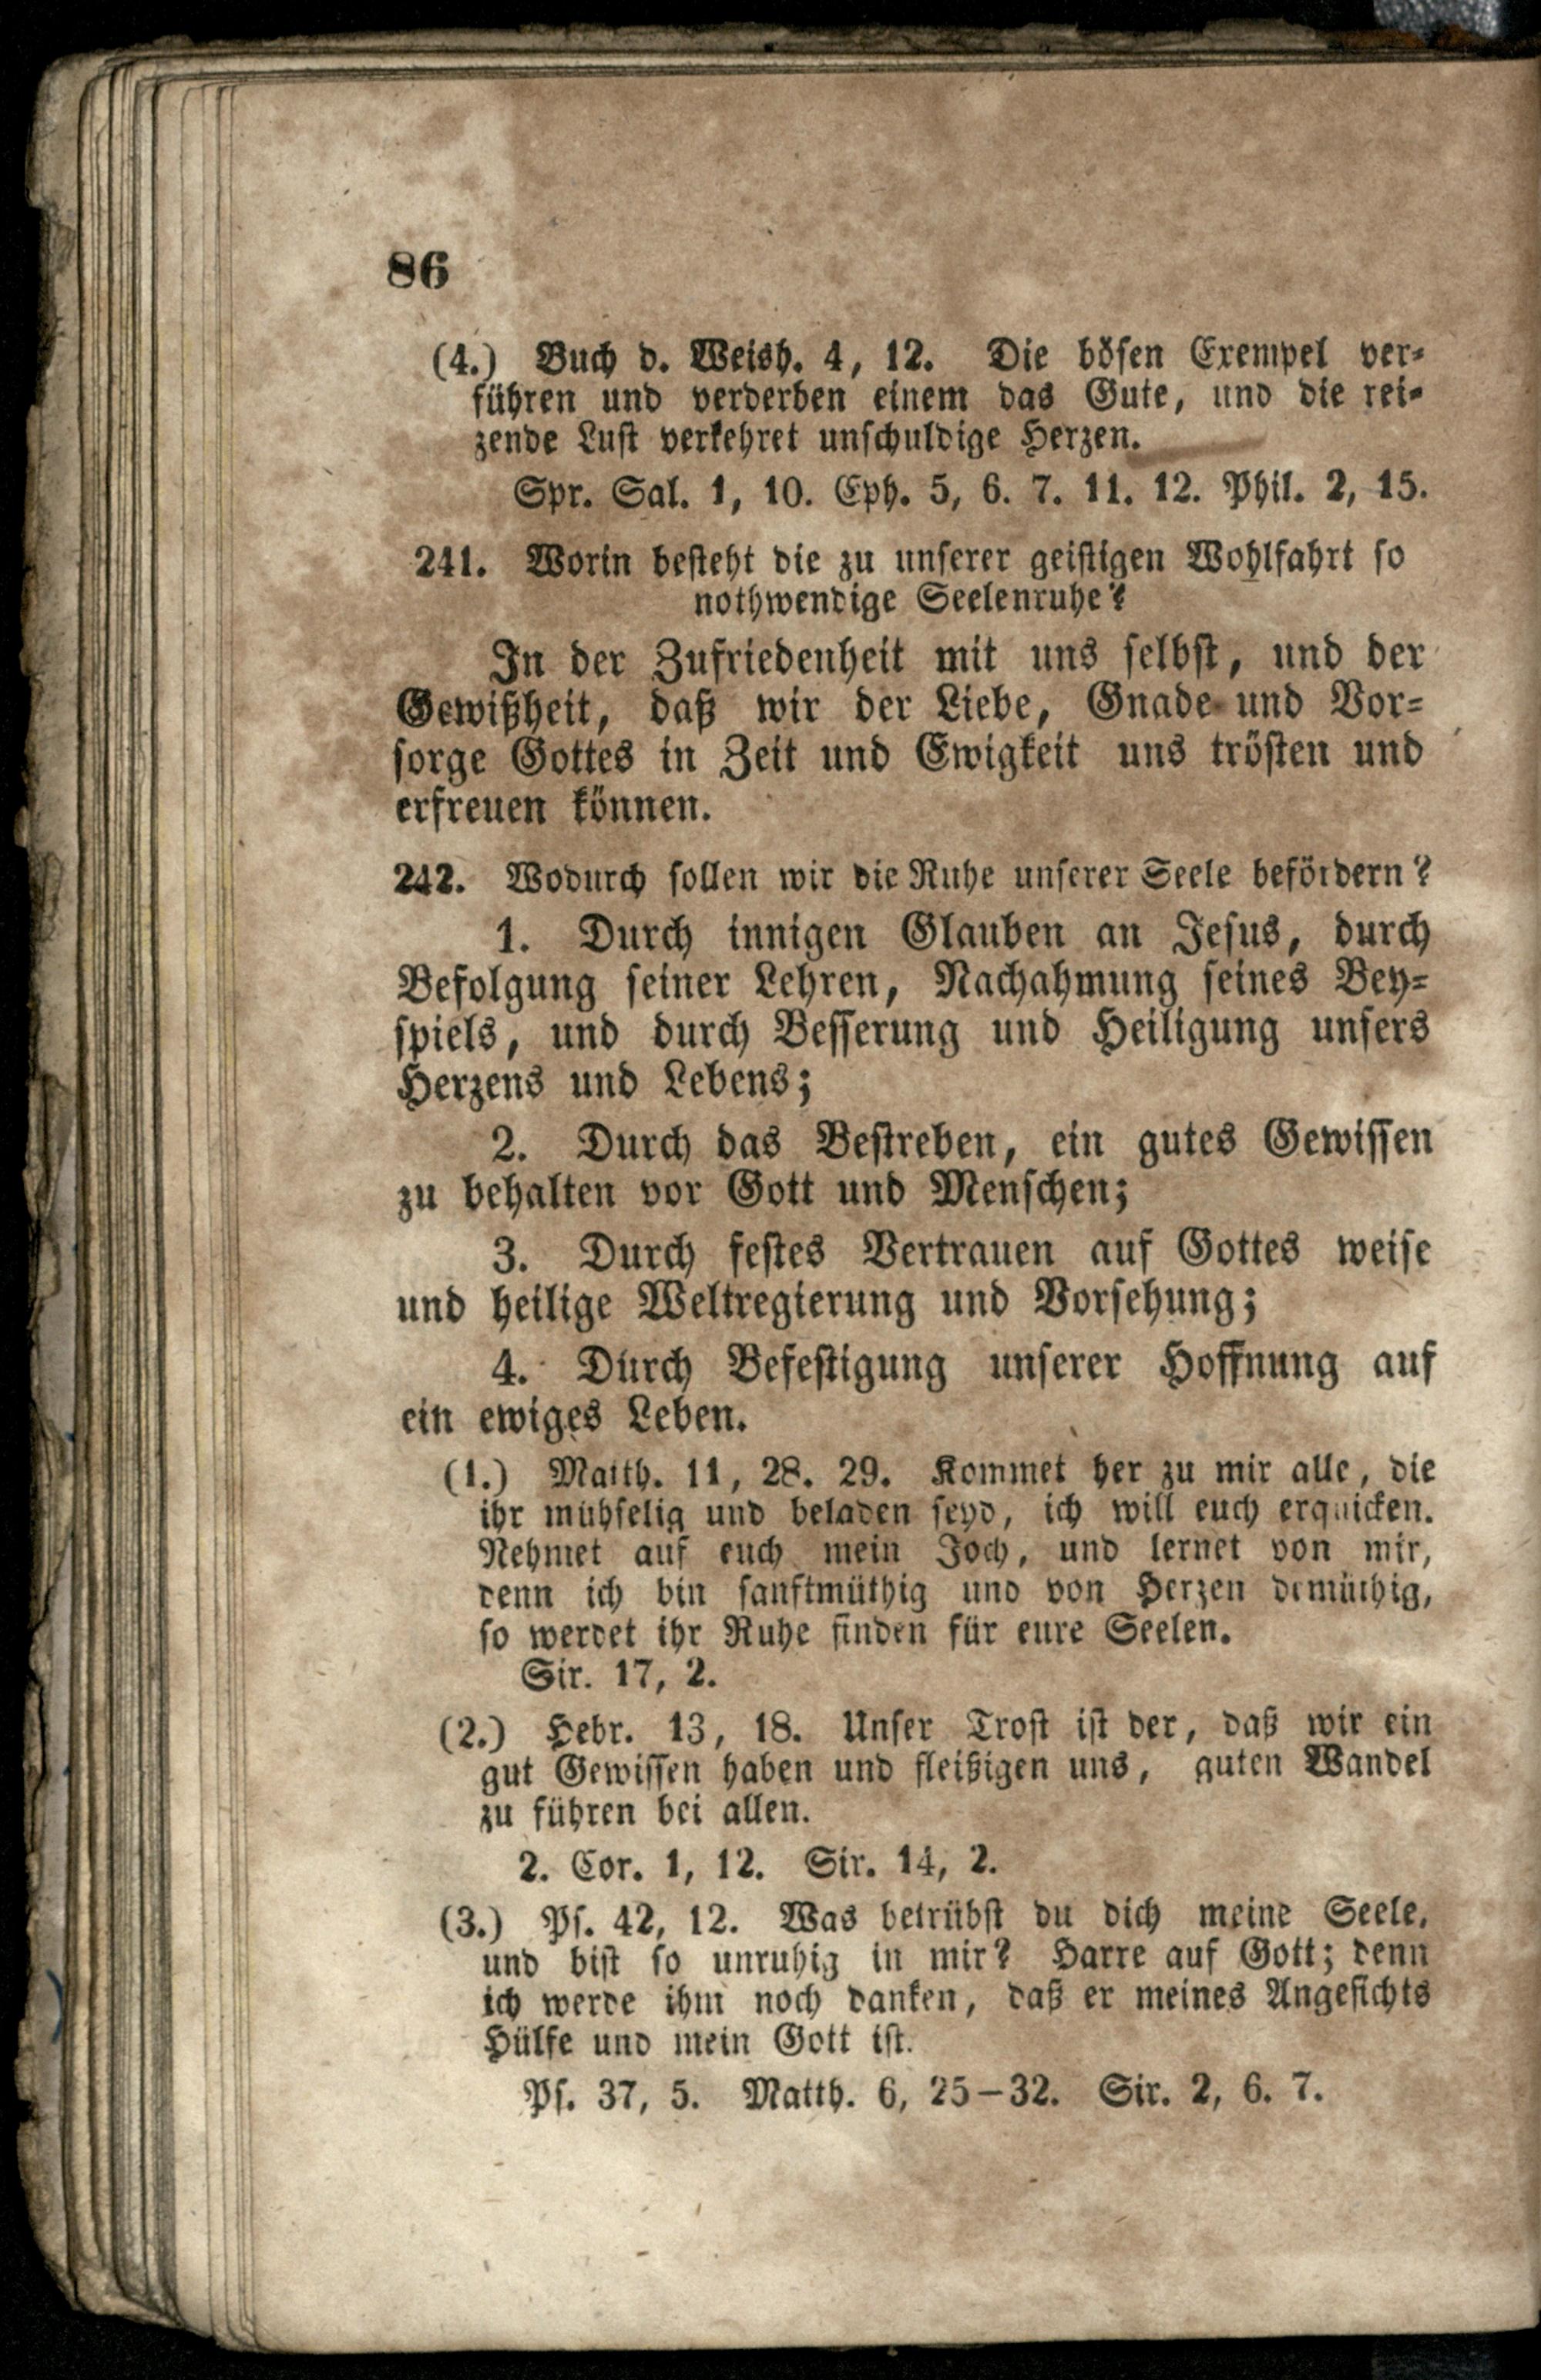 86
(4.) Buch d. Weish. 4, 12. Die bösen Exempel ver-
führen und verderben einem das Gute, und die rei-
zende Lust verkehret unschuldige Herzen.
Spr. Sal. 1, 10. Eph. 5, 6. 7. 11. 12. Phil. 2, 15.
241. Worin besteht die zu unserer geistigen Wohlfahrt so
nothwendige Seelenruhe?
In der Zufriedenheit mit uns selbst, und der
Gewißheit, daß wir der Liebe, Gnade und Vor-
sorge Gottes in Zeit und Ewigkeit uns trösten und
erfreuen können.
242. Wodurch sollen wir die Ruhe unserer Seele befördern?
1. Durch innigen Glauben an Jesus, durch
Befolgung seiner Lehren, Nachahmung seines Bey-
spiels, und durch Besserung und Heiligung unsers
Herzens und Lebens;
2. Durch das Bestreben, ein gutes Gewissen
zu behalten vor Gott und Menschen;
3. Durch festes Vertrauen auf Gottes weise
und heilige Weltregierung und Vorsehung;
4. Durch Befestigung unserer Hoffnung auf
ein ewiges Leben.
(1.) Matth. 11, 28. 29. Kommet her zu mir alle, die
ihr mühselig und beladen seyd, ich will euch erquicken.
Nehmet auf euch mein Joch, und lernet von mir,
denn ich bin sanftmüthig und von Herzen demüthig,
so werdet ihr Ruhe finden für eure Seelen.
Sir. 17, 2.
(2.) Hebr. 13, 18. Unser Trost ist der, daß wir ein
gut Gewissen haben und fleißigen uns, guten Wandel
zu führen bei allen.
2. Cor. 1, 12. Sir. 14, 2.
(3.) Ps. 42, 12. Was betrübst du dich meine Seele,
und bist so unruhig in mir? Harre auf Gott; denn
ich werde ihm noch danken, daß er meines Angesichts
Hülfe und mein Gott ist.
Ps. 37, 5. Matth. 6, 25–32. Sir. 2, 6. 7.